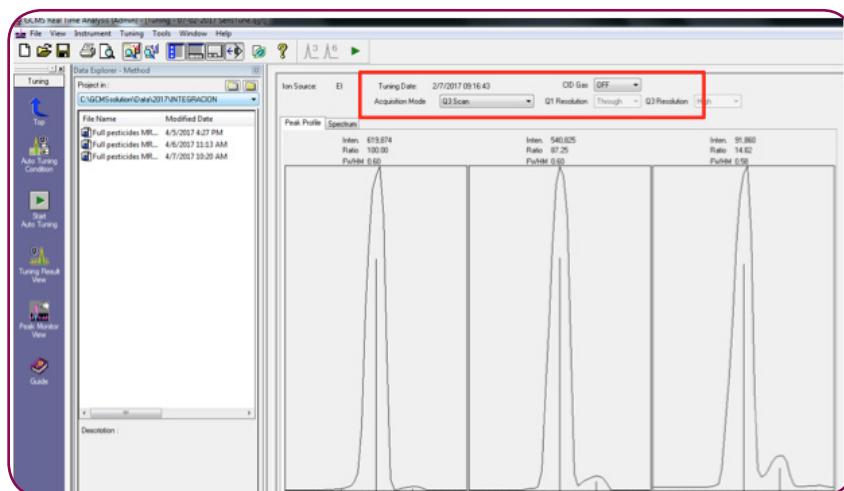 GCMS Real Time Analysis (Admin) - [Tuning - 07-02-2017 SensTune.qgt]
File View Instrument Tuning Tools Window Help
Tuning
Top
Auto Tuning
Condition
Start
Auto Tuning
Tuning Result
View
Peak Monitor
View
Guide
Data Explorer - Method
Project in :
C:\GCMSsolution\Data\2017\INTEGRACION
File Name Modified Date
Full pesticides MR... 4/5/2017 4:27 PM
Full pesticides MR... 4/6/2017 11:13 AM
Full pesticides MR... 4/7/2017 10:20 AM
Description :
Ion Source: EI Tuning Date: 2/7/2017 09:16:43 CID Gas: OFF
Acquisition Mode Q3 Scan Q1 Resolution Through Q3 Resolution High
Peak Profile Spectrum
Inten. 619,874 Inten. 540,825 Inten. 91,860
Ratio 100.00 Ratio 87.25 Ratio 14.82
FWHM 0.60 FWHM 0.60 FWHM 0.58